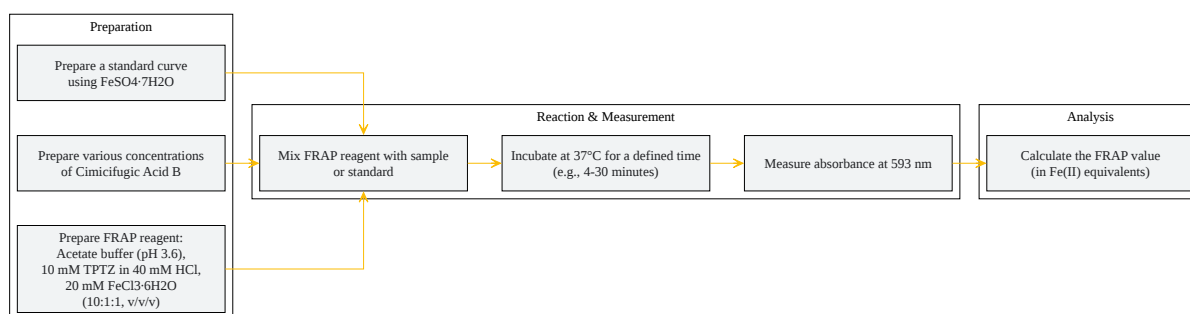 Preparation
Prepare a standard curve
using FeSO4·7H2O
Prepare various concentrations
of Cimicifugic Acid B
Prepare FRAP reagent:
Acetate buffer (pH 3.6),
10 mM TPTZ in 40 mM HCl,
20 mM FeCl3·6H2O
(10:1:1, v/v/v)
Reaction & Measurement
Mix FRAP reagent with sample
or standard
Incubate at 37°C for a defined time
(e.g., 4-30 minutes)
Measure absorbance at 593 nm
Analysis
Calculate the FRAP value
(in Fe(II) equivalents)